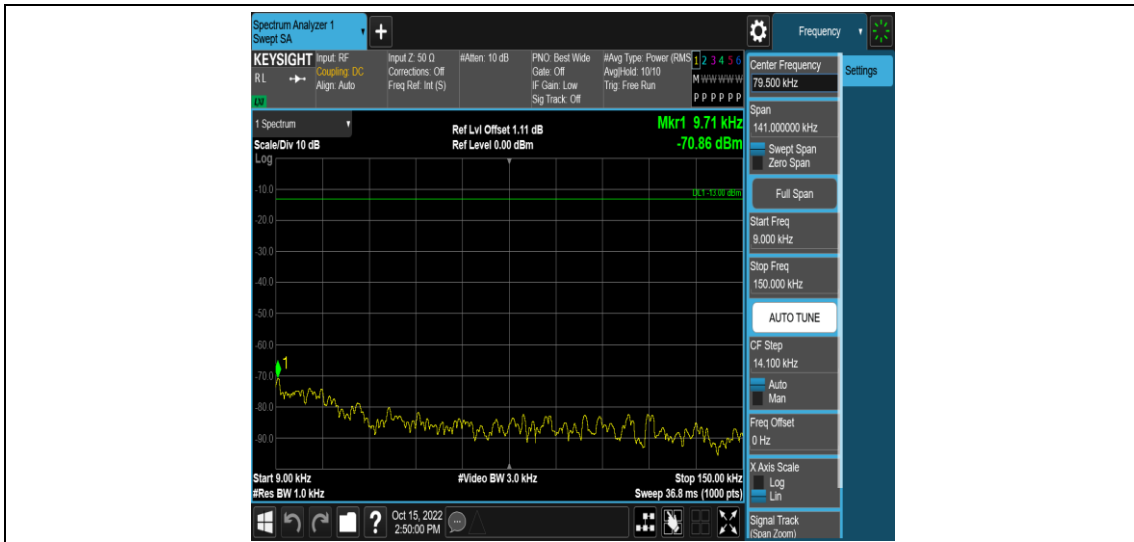 Spectrum Analyzer 1
Swept SA
+
Frequency
KEYSIGHT
RL
LM
Input: RF
Coupling: DC
Align: Auto
Input Z: 50 Ω
Corrections: Off
Freq Ref: Int (S)
#Atten: 10 dB
PNO: Best Wide
Gate: Off
IF Gain: Low
Sig Track: Off
#Avg Type: Power (RMS
Avg|Hold: 10/10
Trig: Free Run
1 2 3 4 5 6
M W W W W W
P P P P P P
1 Spectrum
Scale/Div 10 dB
Ref Lvl Offset 1.11 dB
Ref Level 0.00 dBm
Mkr1 9.71 kHz
-70.86 dBm
Log
DL1 -13.00 dBm
-10.0
-20.0
-30.0
-40.0
-50.0
-60.0
-70.0
-80.0
-90.0
1
Start 9.00 kHz
#Res BW 1.0 kHz
#Video BW 3.0 kHz
Stop 150.00 kHz
Sweep 36.8 ms (1000 pts)
Center Frequency
79.500 kHz
Settings
Span
141.000000 kHz
Swept Span
Zero Span
Full Span
Start Freq
9.000 kHz
Stop Freq
150.000 kHz
AUTO TUNE
CF Step
14.100 kHz
Auto
Man
Freq Offset
0 Hz
X Axis Scale
Log
Lin
Signal Track
(Span Zoom)
?
Oct 15, 2022
2:50:00 PM